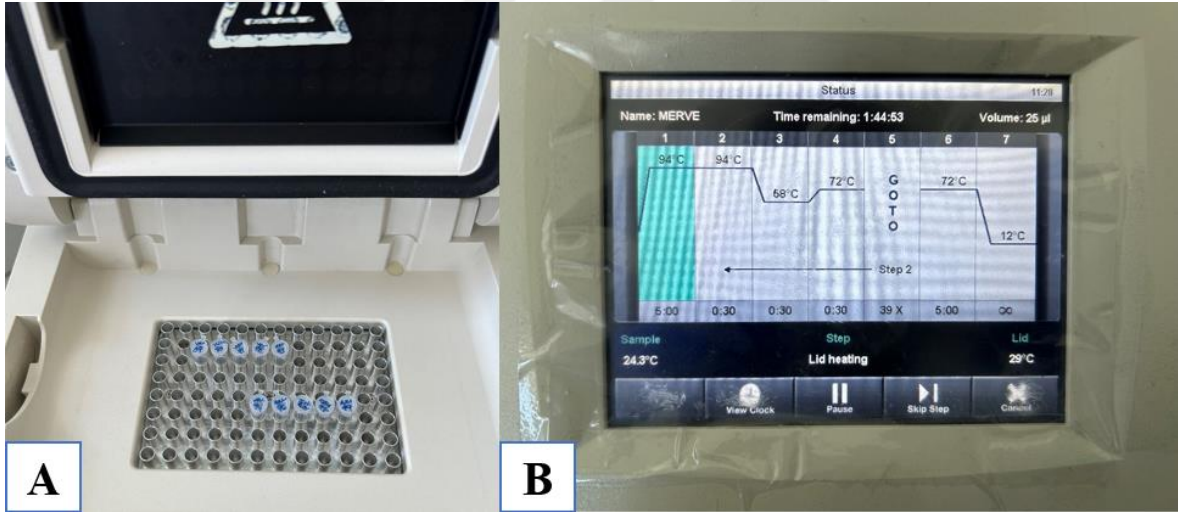 Status 11:28
Name: MERVE Time remaining: 1:44:53 Volume: 25 µl
1 2 3 4 5 6 7
94°C 94°C 58°C 72°C GOTO 72°C 12°C
Step 2
5:00 0:30 0:30 0:30 39 X 5:00 ∞
Sample Step Lid
24.3°C Lid heating 29°C
View Clock Pause Skip Step Cancel
A B